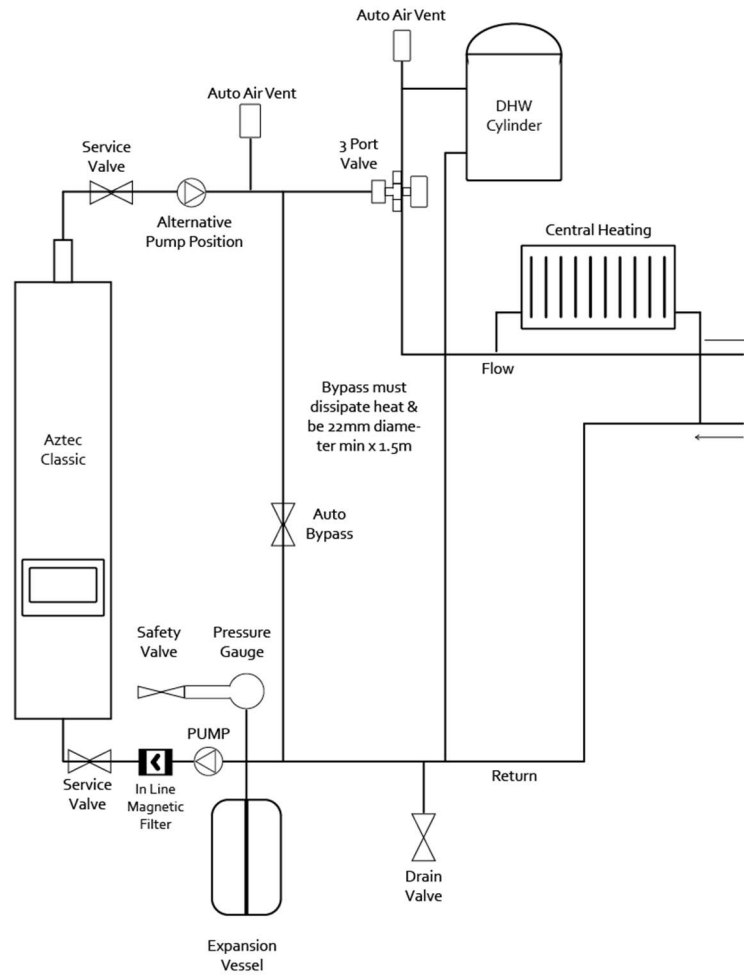 Auto Air Vent
Auto Air Vent
DHW
Cylinder
3 Port
Valve
Service
Valve
Alternative
Pump Position
Central Heating
Flow
Bypass must
dissipate heat &
be 22mm diame-
ter min x 1.5m
Aztec
Classic
Auto
Bypass
Safety
Valve
Pressure
Gauge
PUMP
Service
Valve
In Line
Magnetic
Filter
Return
Drain
Valve
Expansion
Vessel